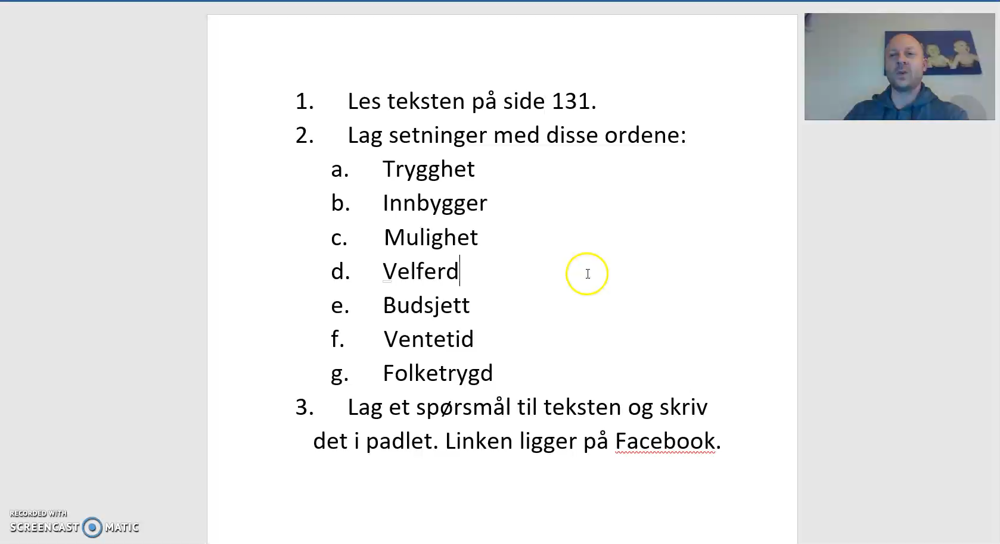 1. Les teksten på side 131.
2. Lag setninger med disse ordene:
a. Trygghet
b. Innbygger
c. Mulighet
d. Velferd
e. Budsjett
f. Ventetid
g. Folketrygd
3. Lag et spørsmål til teksten og skriv
det i padlet. Linken ligger på Facebook.
RECORDED WITH
SCREENCAST MATIC